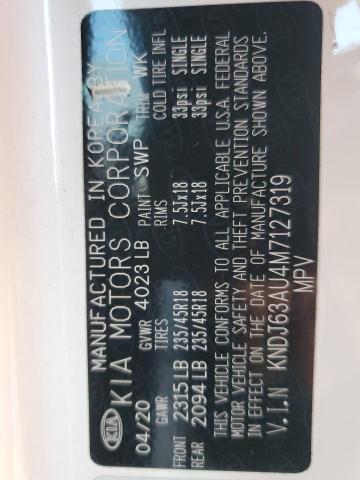 MANUFACTURED IN KOREA BY
KIA KIA MOTORS CORPORATION
04/20 GVWR 4023 LB PAINT SWP TRIM WK
GAWR TIRES RIMS COLD TIRE INFL
FRONT 2315 LB 235/45R18 7.5Jx18 33psi SINGLE
REAR 2094 LB 235/45R18 7.5Jx18 33psi SINGLE
THIS VEHICLE CONFORMS TO ALL APPLICABLE U.S.A. FEDERAL
MOTOR VEHICLE SAFETY AND THEFT PREVENTION STANDARDS
IN EFFECT ON THE DATE OF MANUFACTURE SHOWN ABOVE.
V.I.N KNDJ63AU4M7127319
MPV